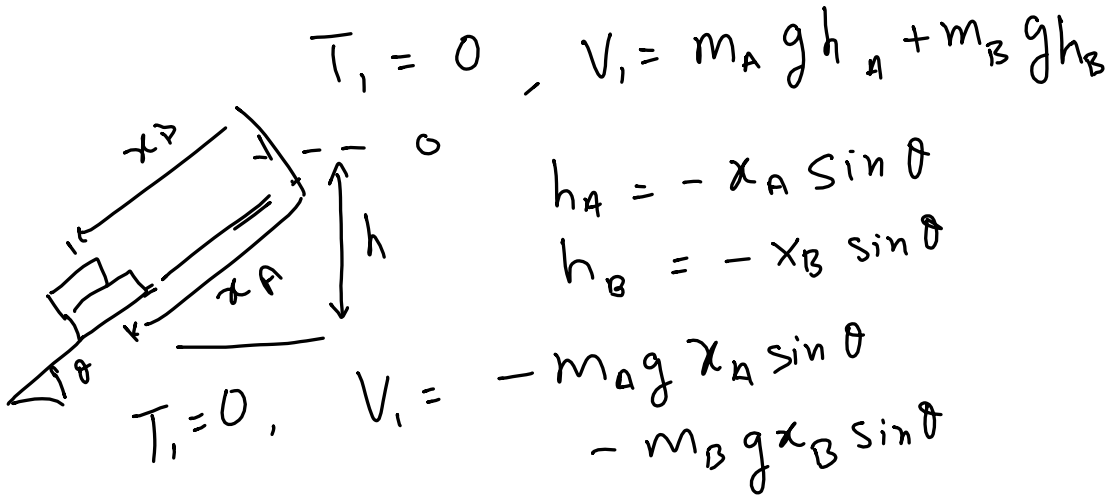 T₁ = 0 , V₁ = m_A g h_A + m_B g h_B
x_B
0
h_A = - x_A sin θ
h
h_B = - x_B sin θ
x_A
θ
T₁ = 0 , V₁ = - m_A g x_A sin θ
- m_B g x_B sin θ